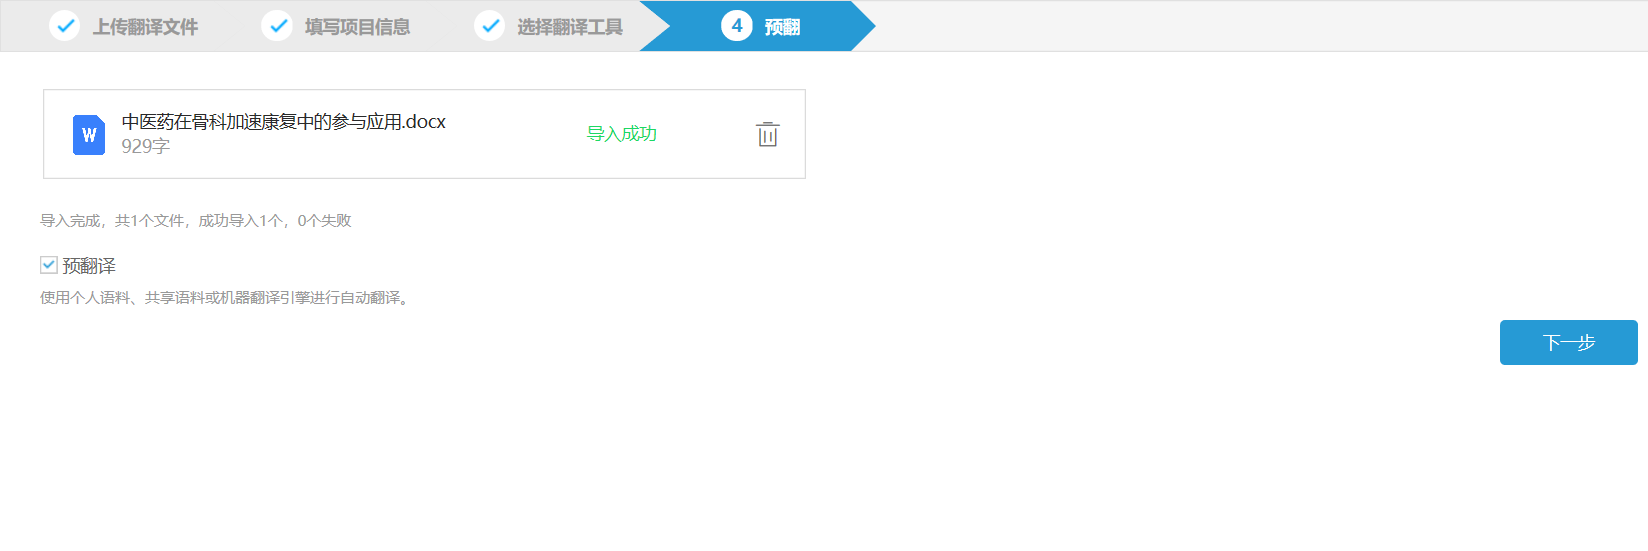 上传翻译文件 填写项目信息 选择翻译工具 4 预翻
W
中医药在骨科加速康复中的参与应用.docx
929字
导入成功
导入完成，共1个文件，成功导入1个，0个失败
预翻译
使用个人语料、共享语料或机器翻译引擎进行自动翻译。
下一步